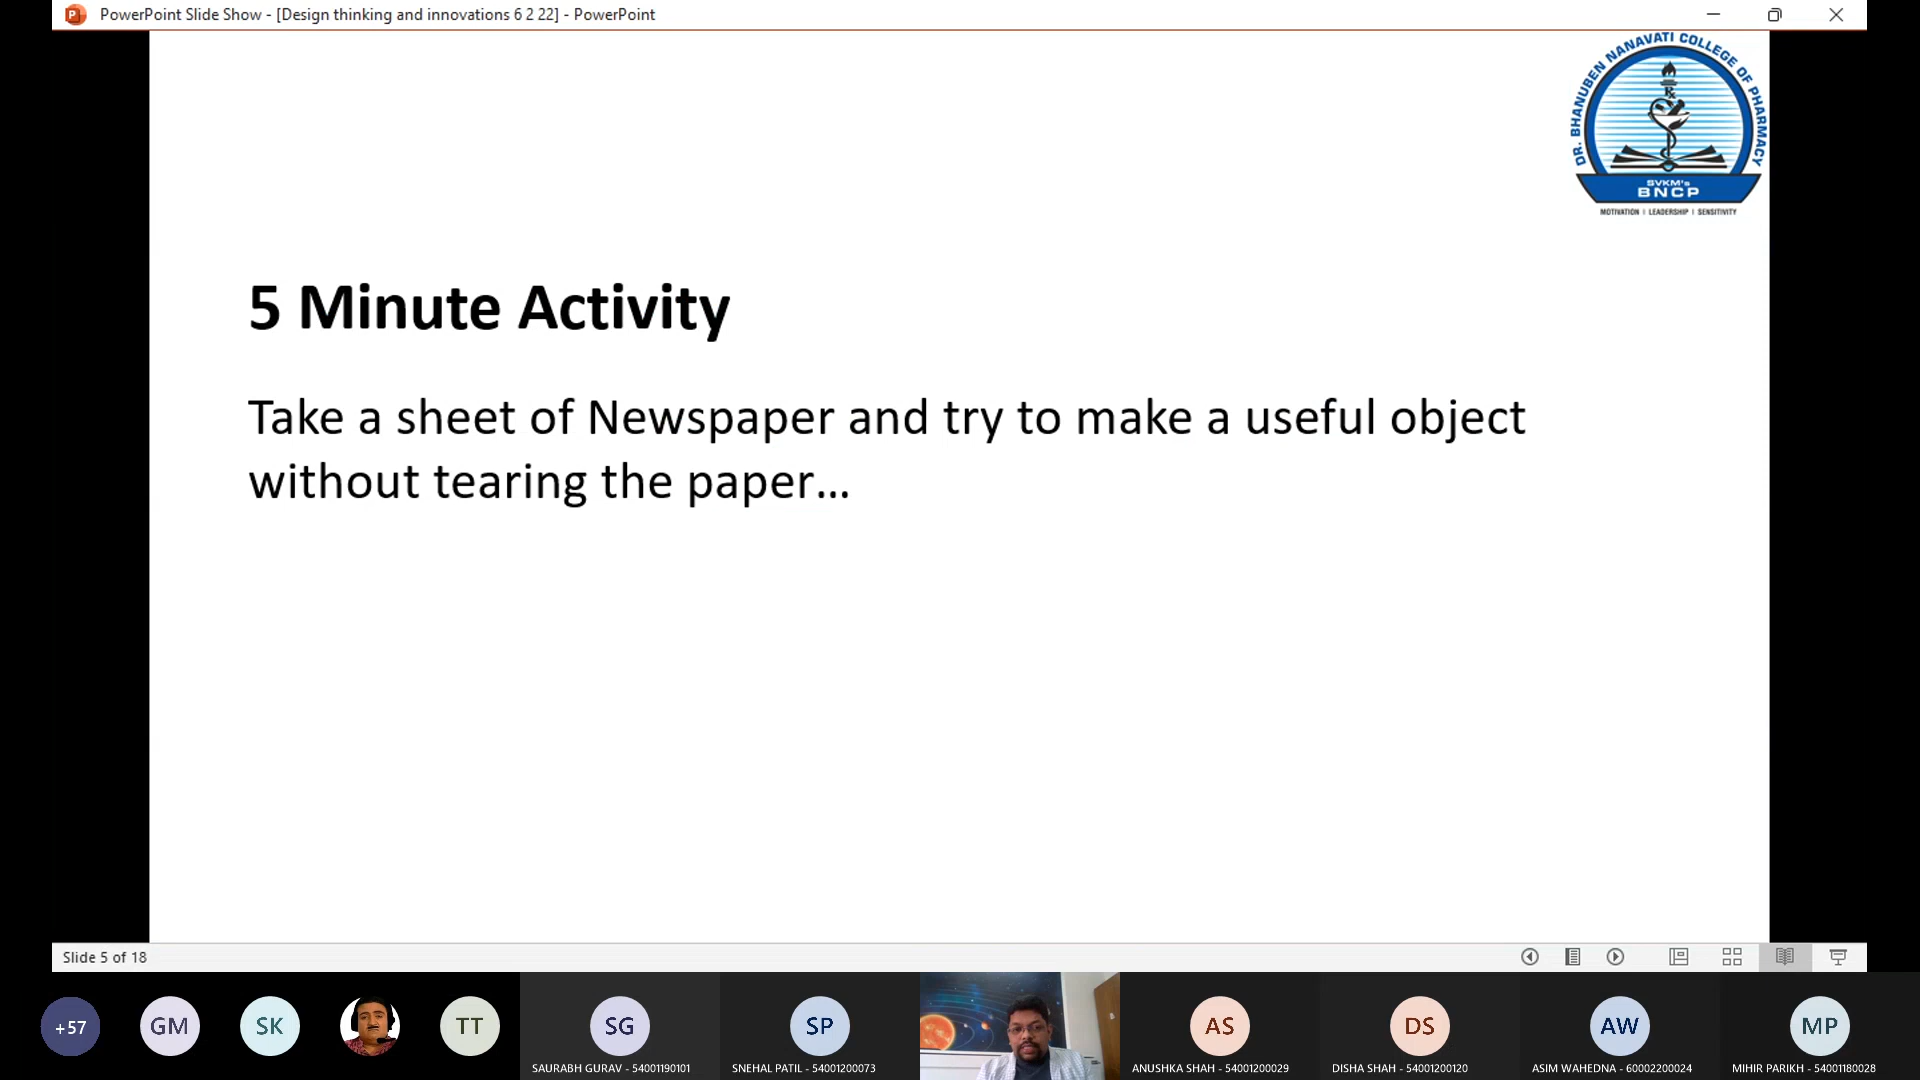 PowerPoint Slide Show - [Design thinking and innovations 6 2 22] - PowerPoint
DR. BHANUBEN NANAVATI COLLEGE OF PHARMACY
Rx
SVKM's
BNCP
MOTIVATION | LEADERSHIP | SENSITIVITY
5 Minute Activity
Take a sheet of Newspaper and try to make a useful object
without tearing the paper...
Slide 5 of 18
+57
GM
SK
TT
SG
SP
AS
DS
AW
MP
SAURABH GURAV - 54001190101
SNEHAL PATIL - 54001200073
ANUSHKA SHAH - 54001200029
DISHA SHAH - 54001200120
ASIM WAHEDNA - 60002200024
MIHIR PARIKH - 54001180028